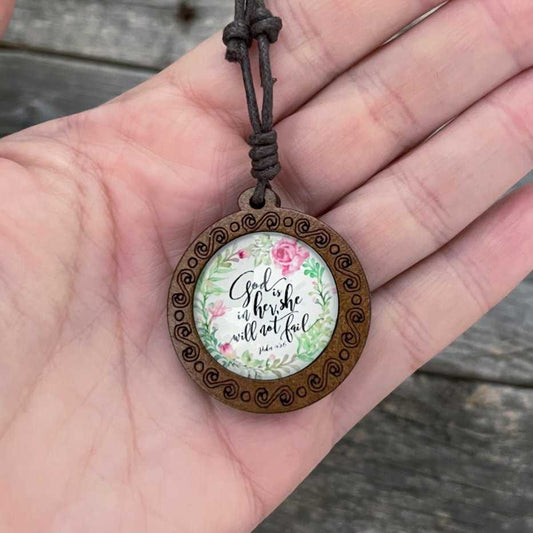 God is
in her, she
will not fail